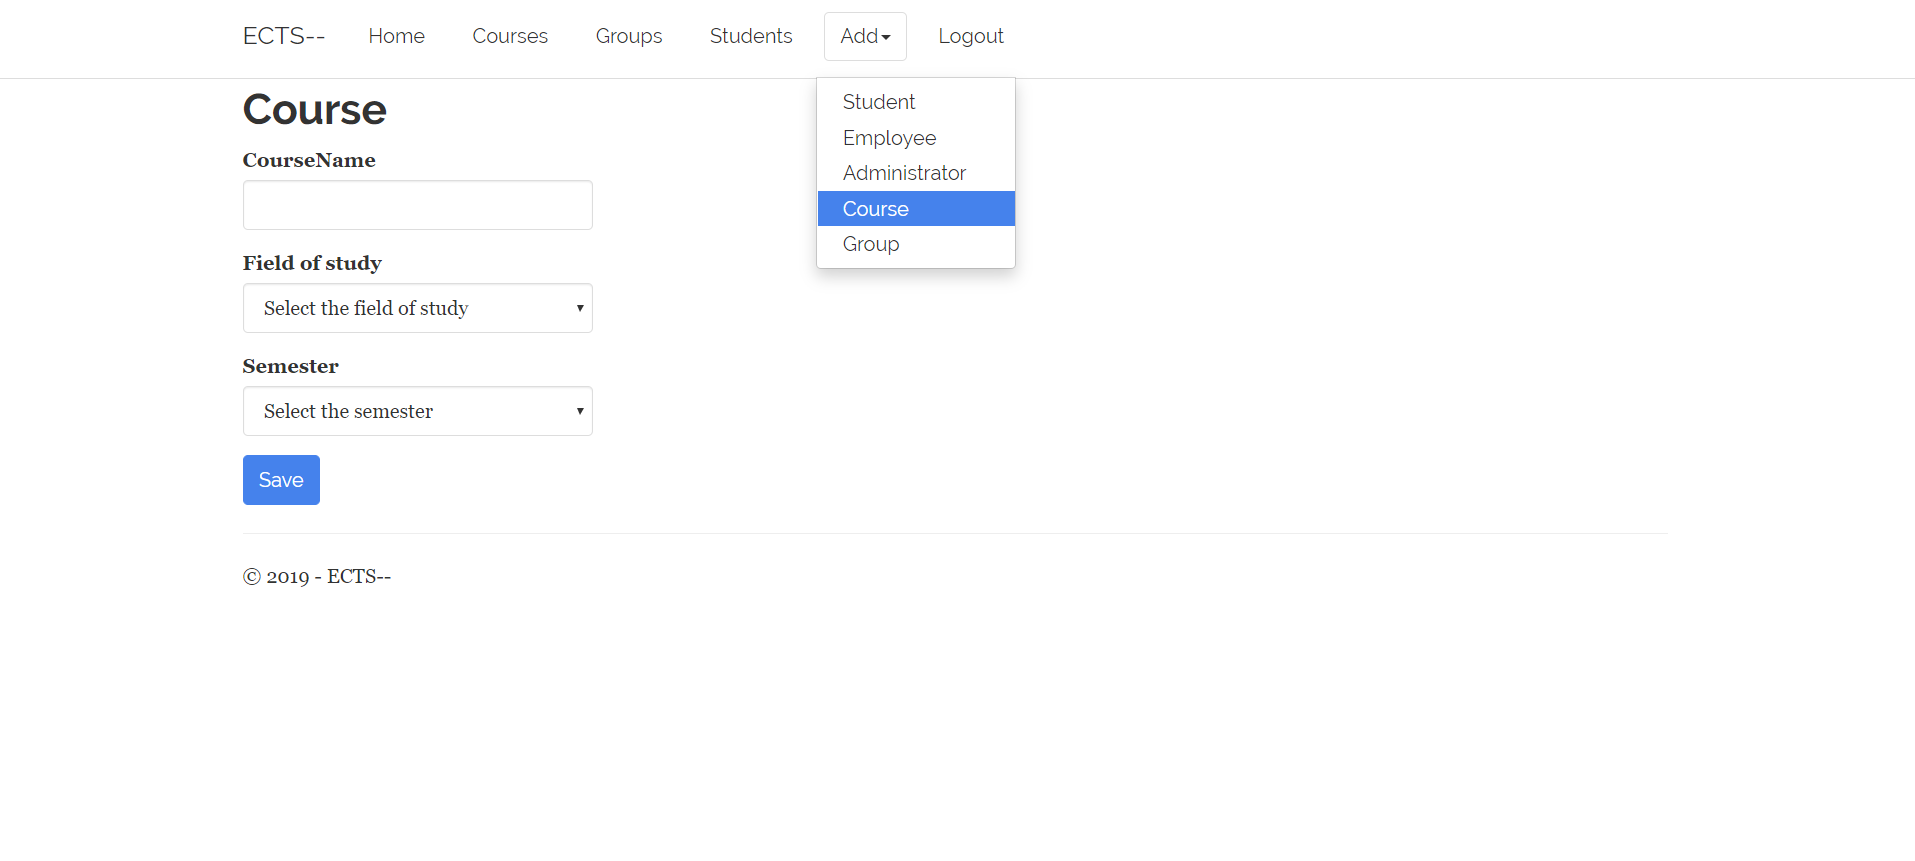 ECTS-- Home Courses Groups Students Add Logout
Student
Employee
Administrator
Course
Group
Course
CourseName
Field of study
Select the field of study
Semester
Select the semester
Save
© 2019 - ECTS--